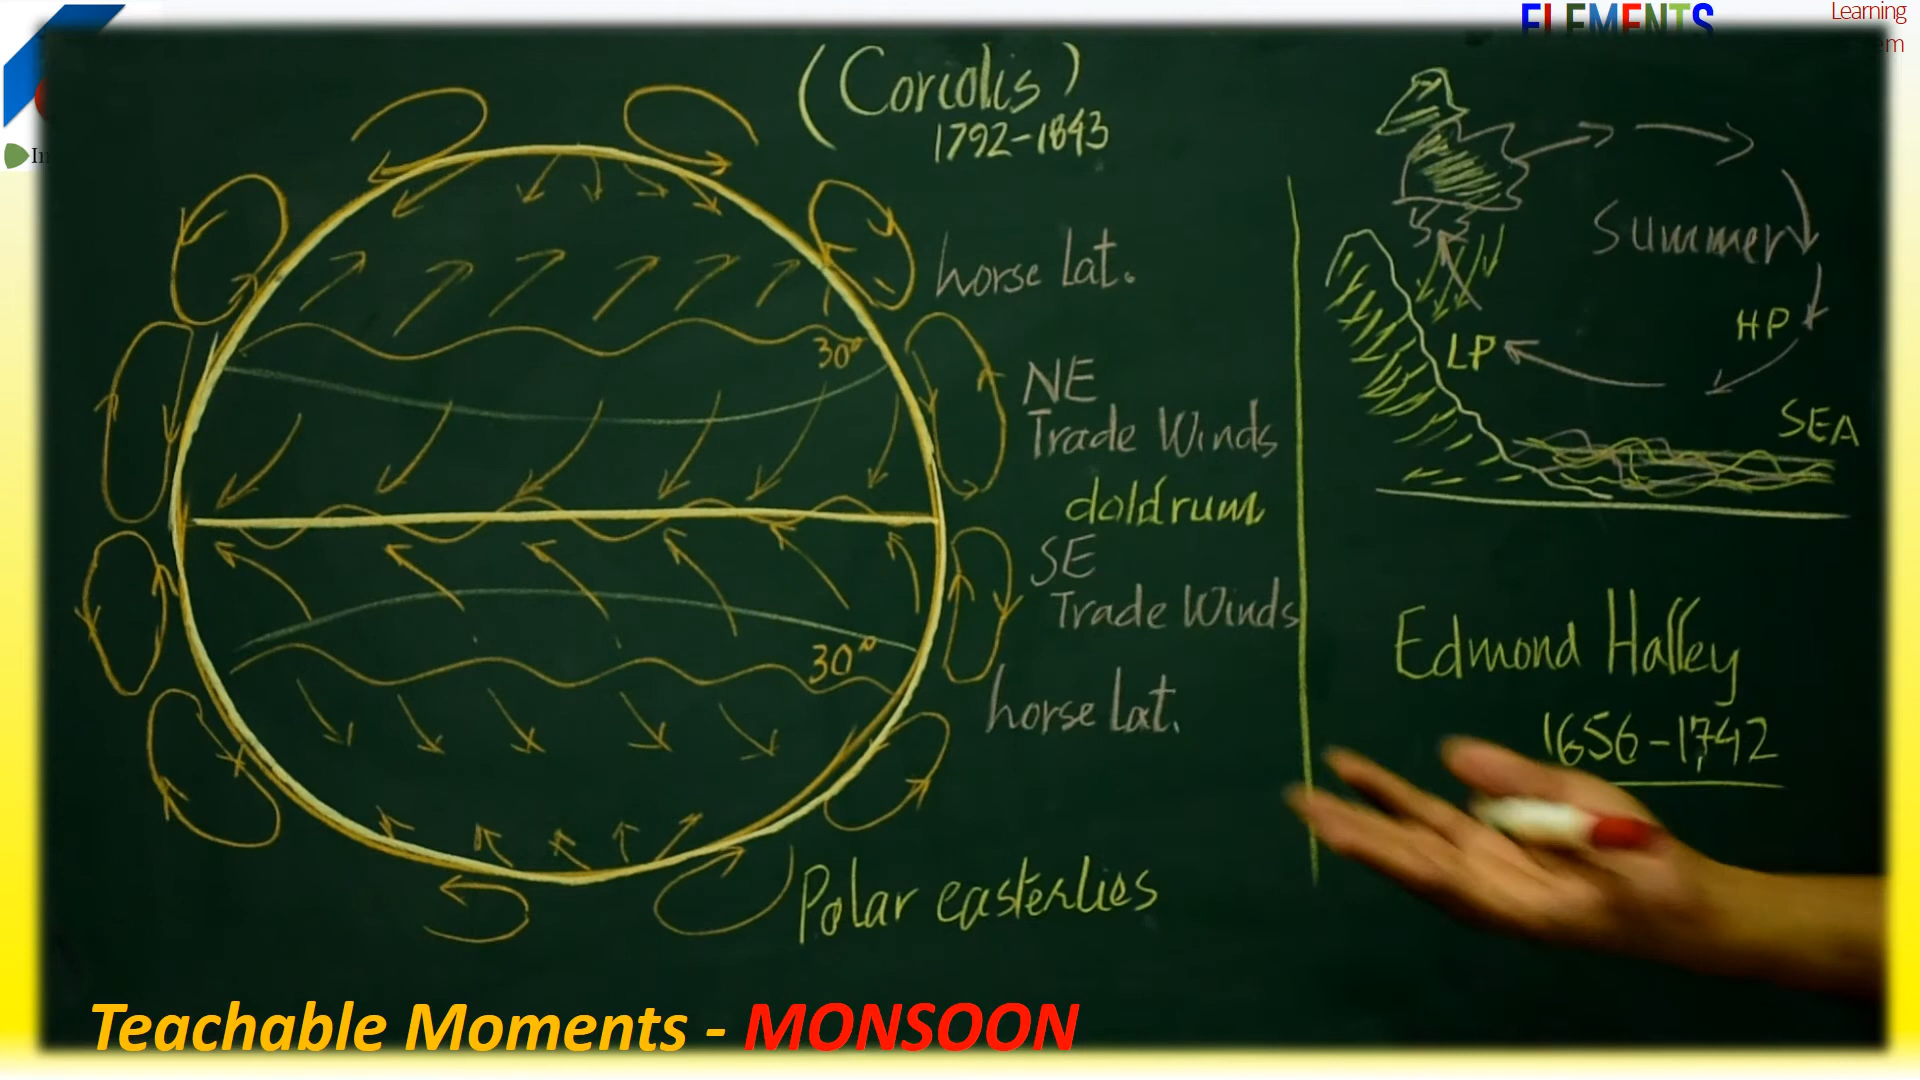 ELEMENTS
Learning
(Coriolis)
1792-1843
horse lat.
30°
NE
Trade Winds
doldrum
SE
Trade Winds
30°
horse lat.
Polar easterlies
Summer
HP
LP
SEA
Edmond Halley
1656-1742
Teachable Moments - MONSOON